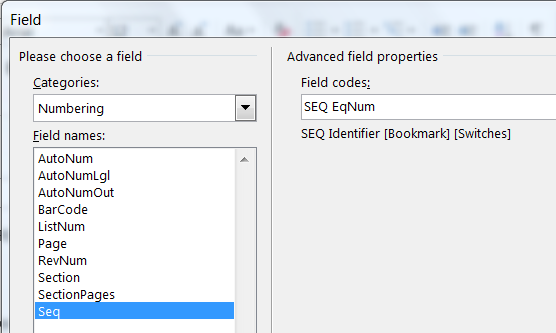 Field
Please choose a field
Categories:
Numbering
Field names:
AutoNum
AutoNumLgl
AutoNumOut
BarCode
ListNum
Page
RevNum
Section
SectionPages
Seq
Advanced field properties
Field codes:
SEQ EqNum
SEQ Identifier [Bookmark] [Switches]